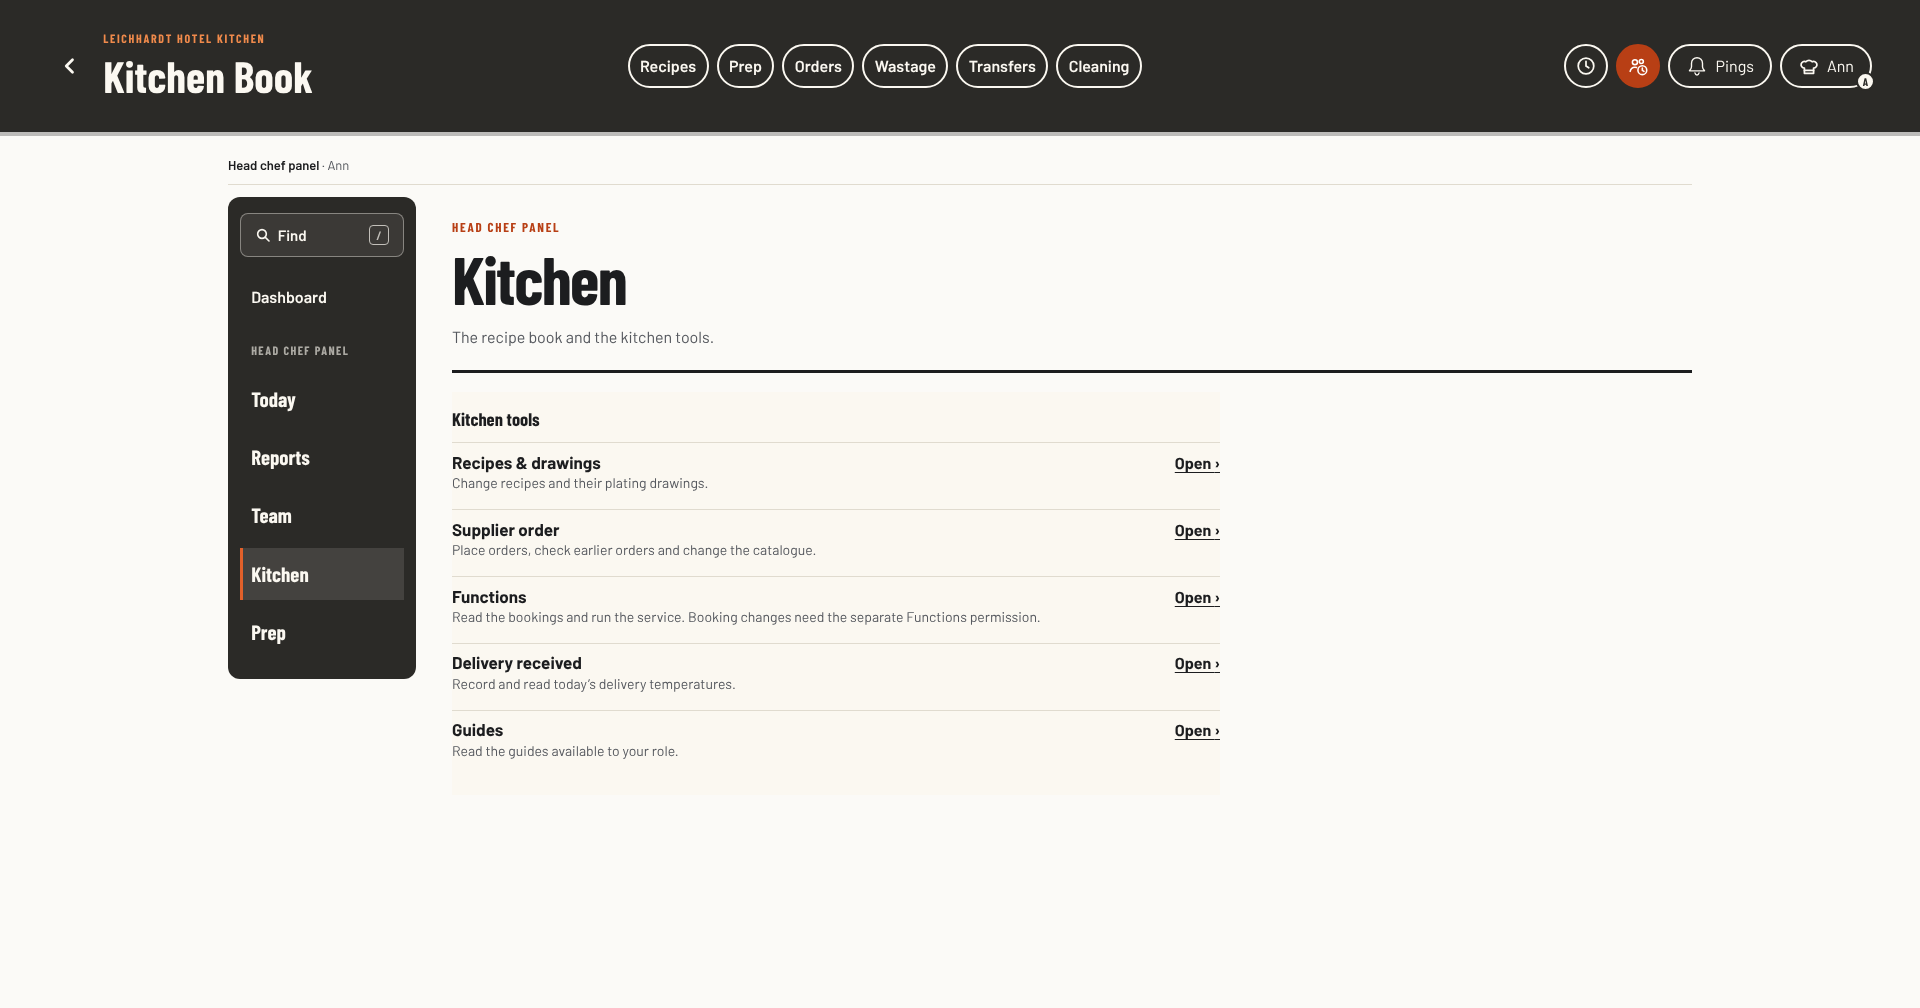 LEICHHARDT HOTEL KITCHEN
Kitchen Book
Recipes
Prep
Orders
Wastage
Transfers
Cleaning
Pings
Ann
A
Head chef panel · Ann
Find
/
Dashboard
HEAD CHEF PANEL
Today
Reports
Team
Kitchen
Prep
HEAD CHEF PANEL
Kitchen
The recipe book and the kitchen tools.
Kitchen tools
Recipes & drawings
Open ›
Change recipes and their plating drawings.
Supplier order
Open ›
Place orders, check earlier orders and change the catalogue.
Functions
Open ›
Read the bookings and run the service. Booking changes need the separate Functions permission.
Delivery received
Open ›
Record and read today's delivery temperatures.
Guides
Open ›
Read the guides available to your role.